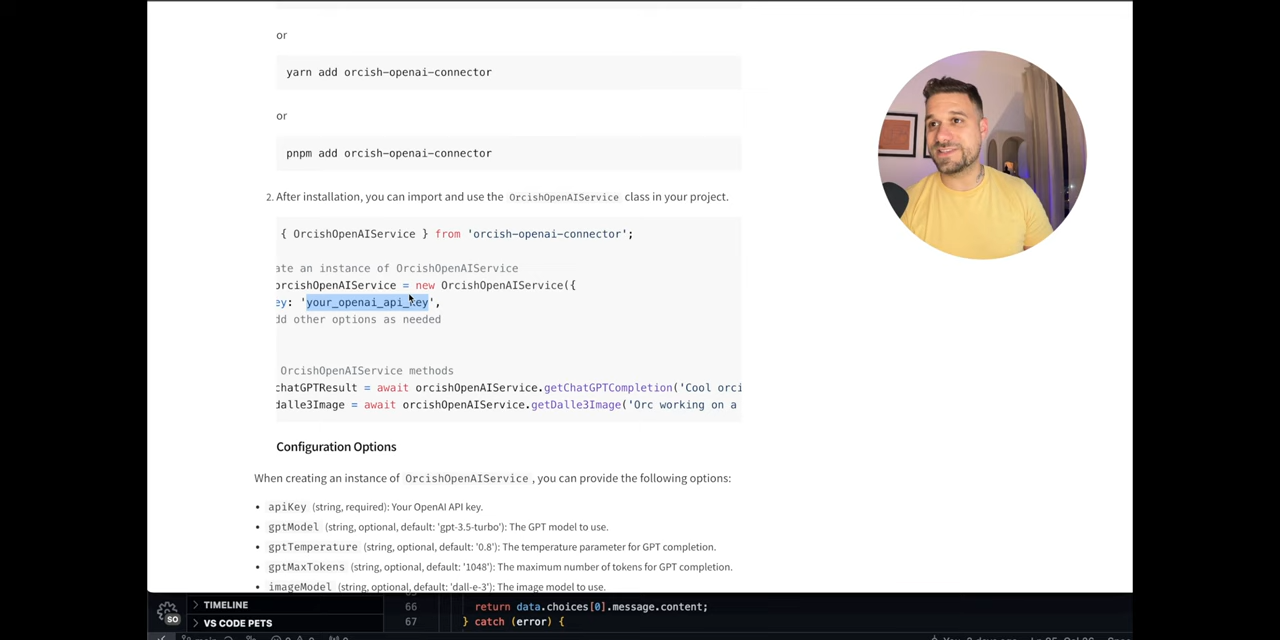 or
yarn add orcish-openai-connector
or
pnpm add orcish-openai-connector
2. After installation, you can import and use the OrcishOpenAIService class in your project.
{ OrcishOpenAIService } from 'orcish-openai-connector';
ate an instance of OrcishOpenAIService
orcishOpenAIService = new OrcishOpenAIService({
ey: 'your_openai_api_key',
dd other options as needed
OrcishOpenAIService methods
chatGPTResult = await orcishOpenAIService.getChatGPTCompletion('Cool orci
dalle3Image = await orcishOpenAIService.getDalle3Image('Orc working on a
Configuration Options
When creating an instance of OrcishOpenAIService, you can provide the following options:
• apiKey (string, required): Your OpenAI API key.
• gptModel (string, optional, default: 'gpt-3.5-turbo'): The GPT model to use.
• gptTemperature (string, optional, default: '0.8'): The temperature parameter for GPT completion.
• gptMaxTokens (string, optional, default: '1048'): The maximum number of tokens for GPT completion.
• imageModel (string, optional, default: 'dall-e-3'): The image model to use.
TIMELINE
66 return data.choices[0].message.content;
SO
VS CODE PETS
67 } catch (error) {